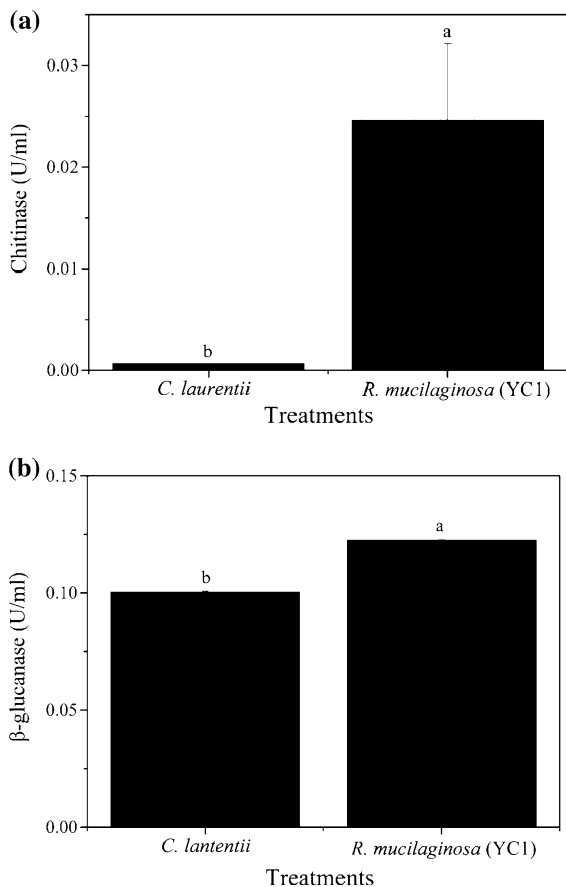 (a)
a
0.03
0.02
0.01
0.00
Chitinase (U/ml)
b
C. laurentii
R. mucilaginosa (YC1)
Treatments
(b)
0.15
0.10
0.05
0.00
β-glucanase (U/ml)
b
a
C. lantentii
R. mucilaginosa (YC1)
Treatments